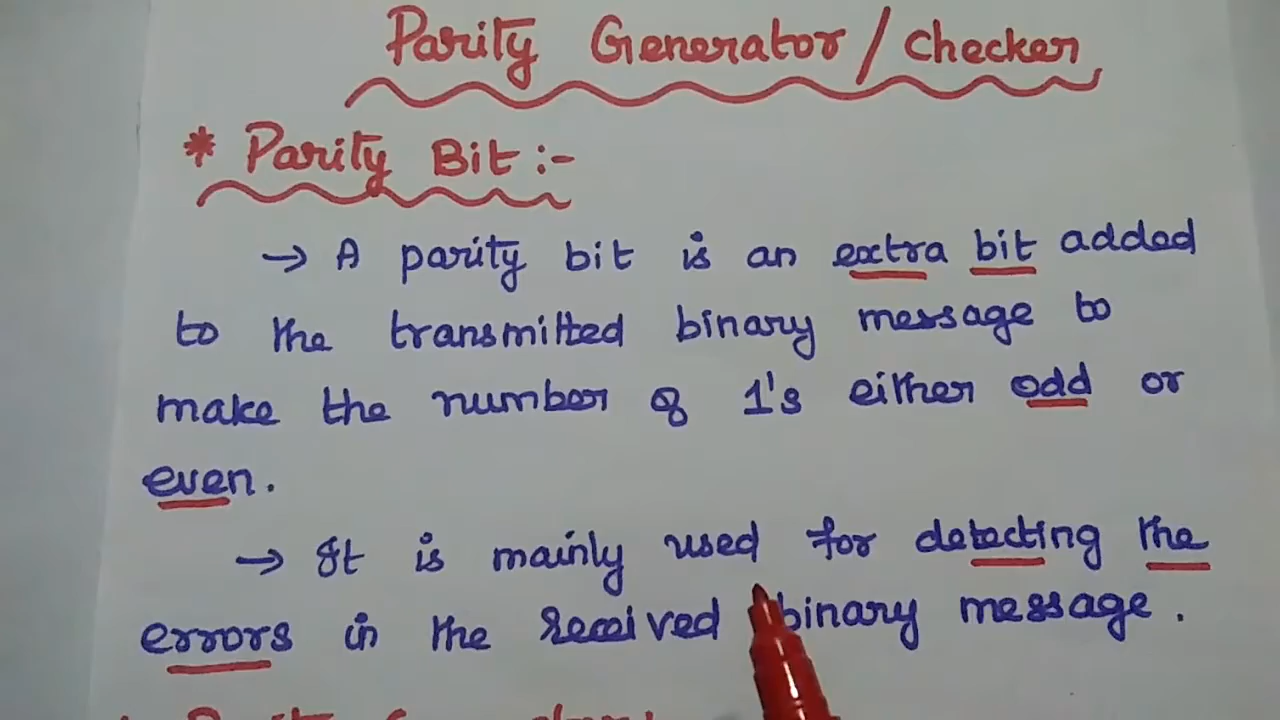 Parity Generator/checker
* Parity Bit :-
→ A parity bit is an extra bit added
to the transmitted binary message to
make the number of 1's either odd or
even.
→ It is mainly used for detecting the
errors in the received binary message.